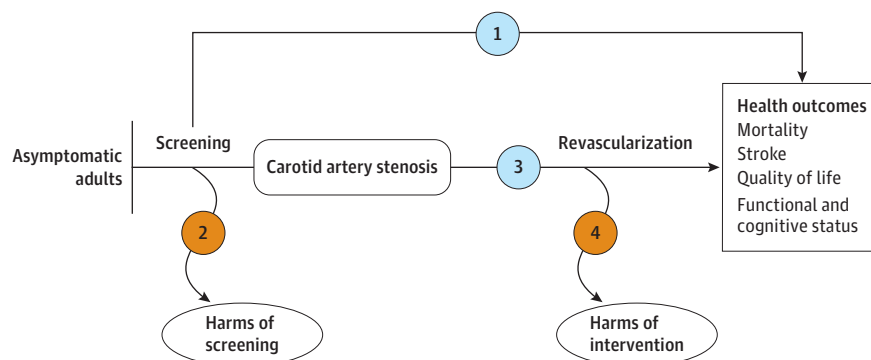 1
Health outcomes
Mortality
Stroke
Quality of life
Functional and
cognitive status
Asymptomatic
adults
Screening
Carotid artery stenosis
3
Revascularization
2
4
Harms of
screening
Harms of
intervention